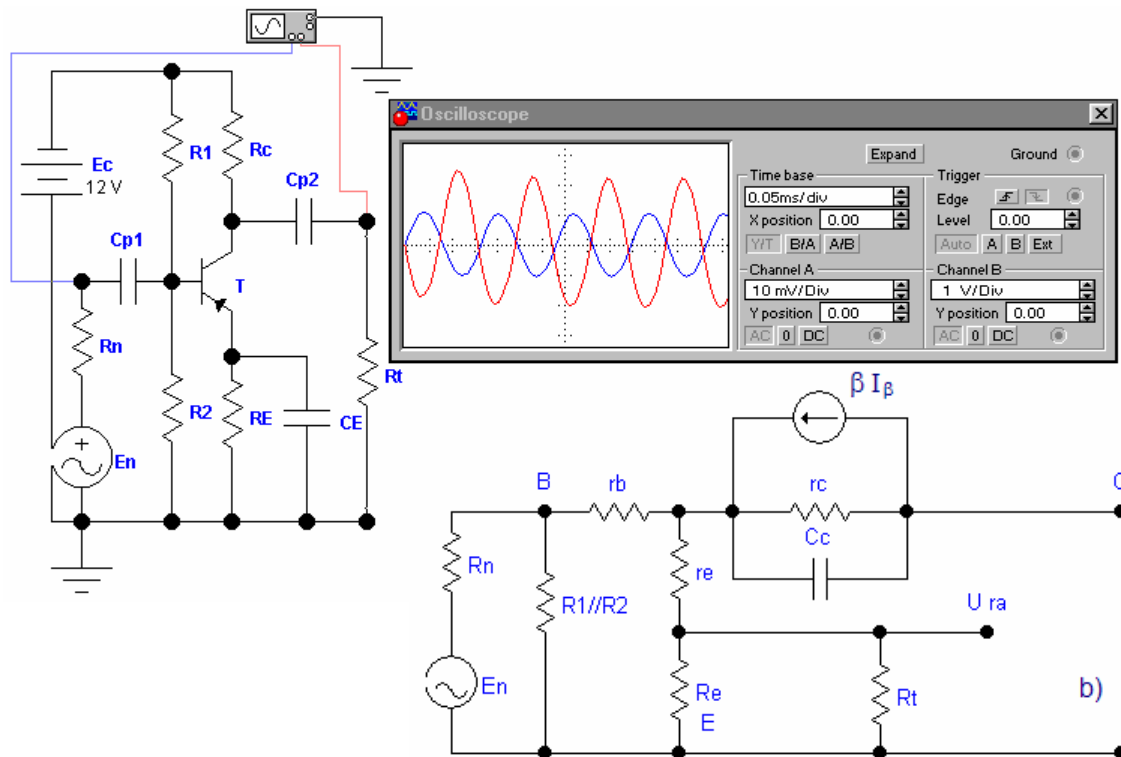 R1
Rc
Ec
12 V
Cp2
Cp1
T
Rn
R2
RE
CE
Rt
En
Oscilloscope
Expand
Ground
Time base
0.05ms/div
X position 0.00
Y/T B/A A/B
Trigger
Edge
Level 0.00
Auto A B Ext
Channel A
10 mV/Div
Y position 0.00
AC 0 DC
Channel B
1 V/Div
Y position 0.00
AC 0 DC
β Iβ
B
rb
rc
C
Cc
Rn
R1//R2
re
U ra
En
Re
E
Rt
b)